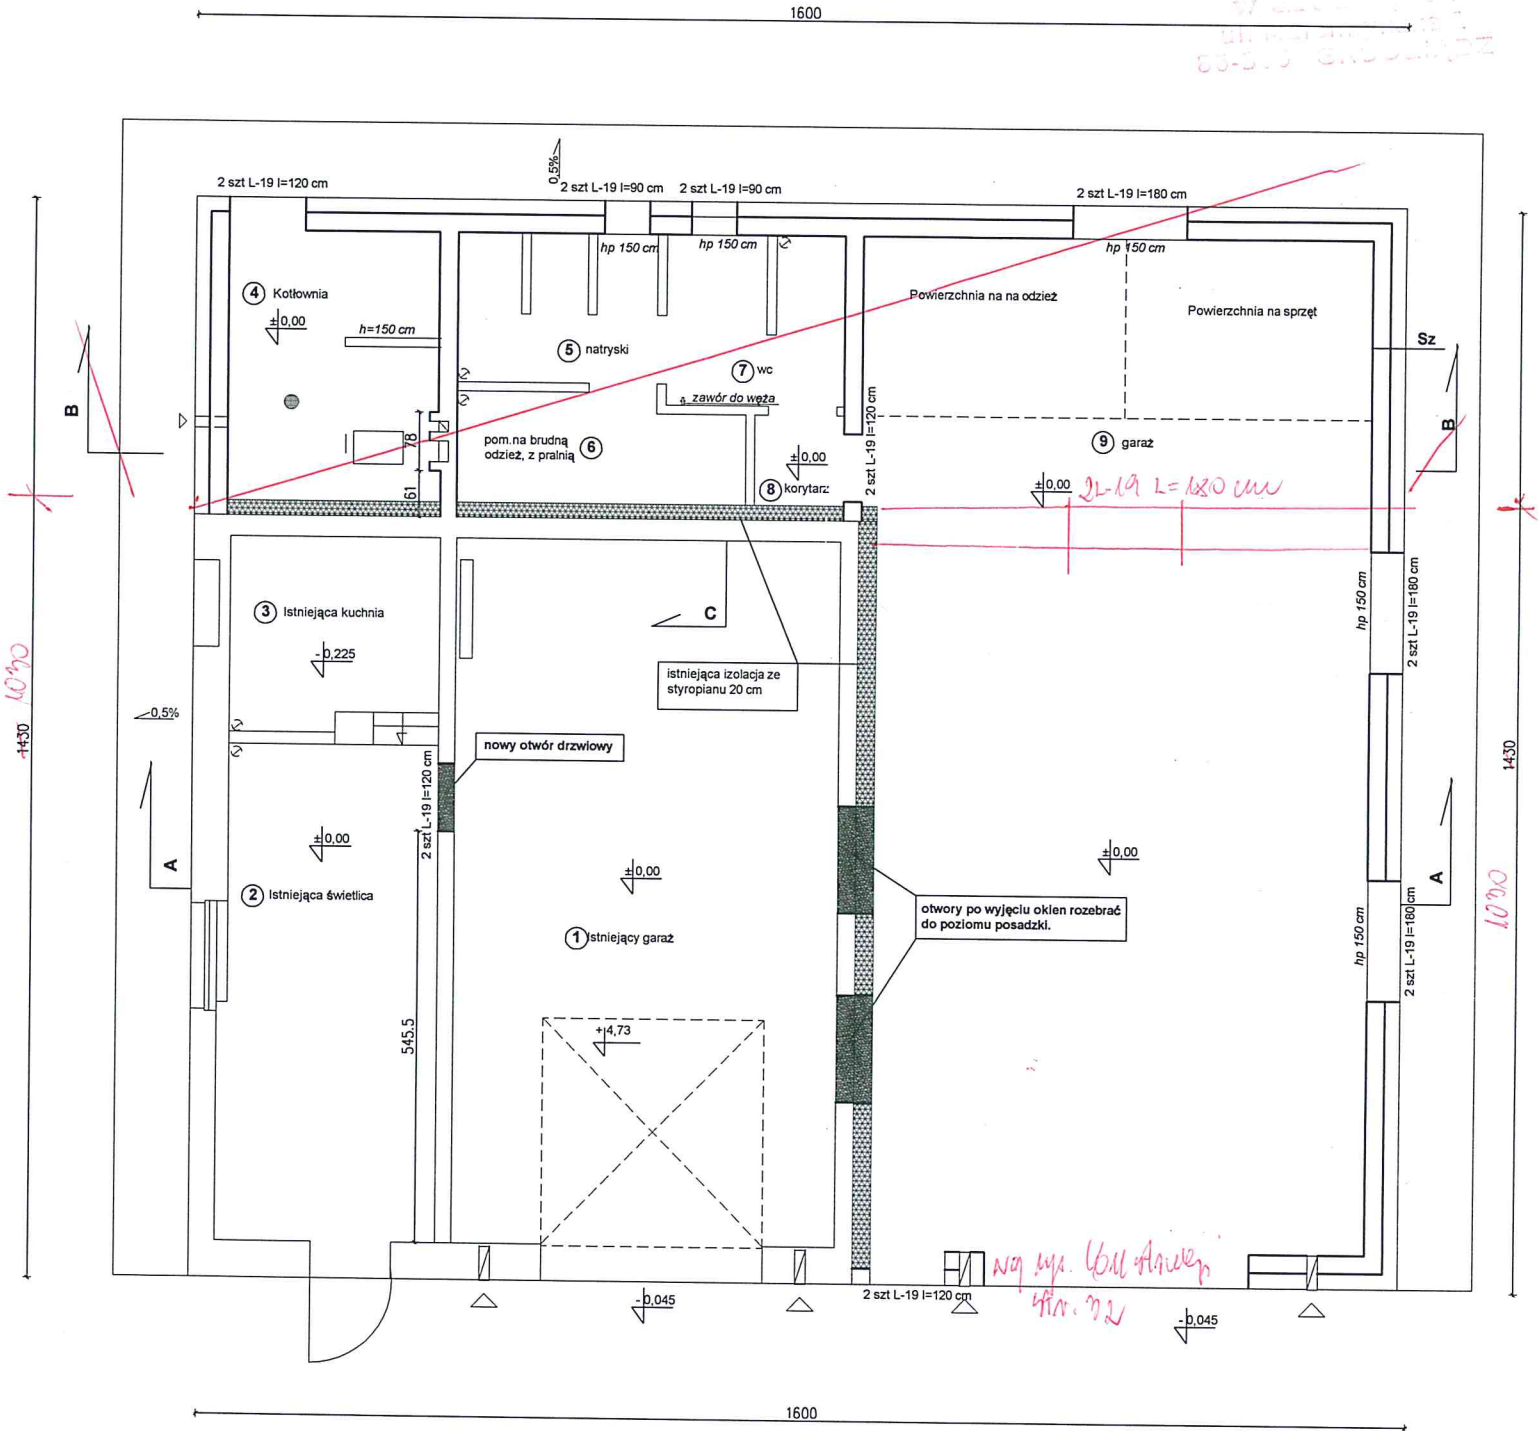 1600
2 szt L-19 l=120 cm
0,5%
2 szt L-19 l=90 cm
2 szt L-19 l=90 cm
2 szt L-19 l=180 cm
hp 150 cm
hp 150 cm
hp 150 cm
4 Kotłownia
± 0,00
h=150 cm
Powierzchnia na na odzież
Powierzchnia na sprzęt
5 natryski
7 wc
zawór do węża
Sz
B
B
78
61
pom.na brudną
odzież, z pralnią
6
± 0,00
8 korytarz
2 szt L-19 l=120 cm
9 garaż
± 0,00
2L-19 L=180 cm
3 Istniejąca kuchnia
- 0,225
C
istniejąca izolacja ze
styropianu 20 cm
hp 150 cm
2 szt L-19 l=180 cm
1030
1430
0,5%
nowy otwór drzwiowy
2 szt L-19 l=120 cm
1430
A
± 0,00
2 Istniejąca świetlica
± 0,00
1 Istniejący garaż
± 0,00
otwory po wyjęciu okien rozebrać
do poziomu posadzki.
A
1030
hp 150 cm
2 szt L-19 l=180 cm
545.5
+4,73
2 szt L-19 l=120 cm
- 0,045
- 0,045
1600